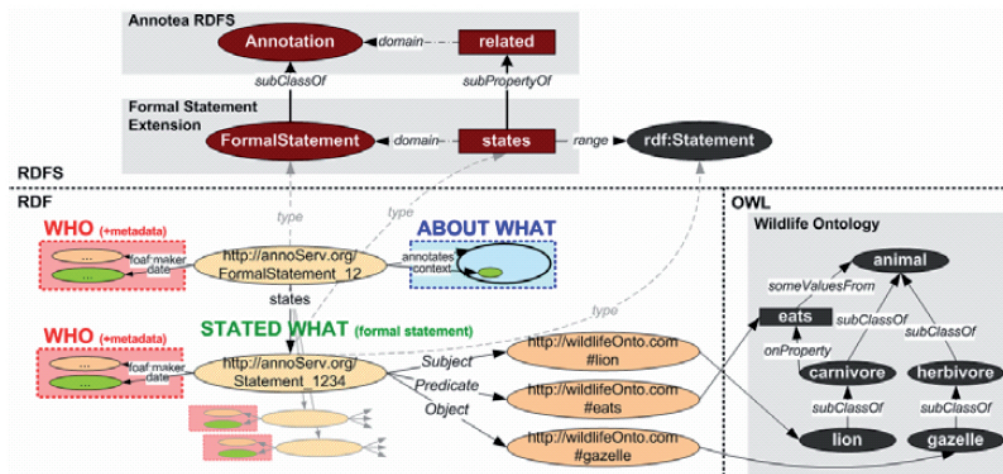 Annotea RDFS
Annotation
domain
related
subClassOf
subPropertyOf
Formal Statement
Extension
FormalStatement
domain
states
range
rdf:Statement
RDFS
RDF
OWL
type
type
Wildlife Ontology
WHO (+metadata)
ABOUT WHAT
...
foaf:maker
date
...
http://annoServ.org/
FormalStatement_12
annotates
context
animal
someValuesFrom
states
eats
STATED WHAT (formal statement)
type
subClassOf
subClassOf
WHO (+metadata)
onProperty
...
foaf:maker
date
...
http://annoServ.org/
Statement_1234
Subject
http://wildlifeOnto.com
#lion
carnivore
herbivore
Predicate
http://wildlifeOnto.com
#eats
Object
subClassOf
subClassOf
http://wildlifeOnto.com
#gazelle
lion
gazelle